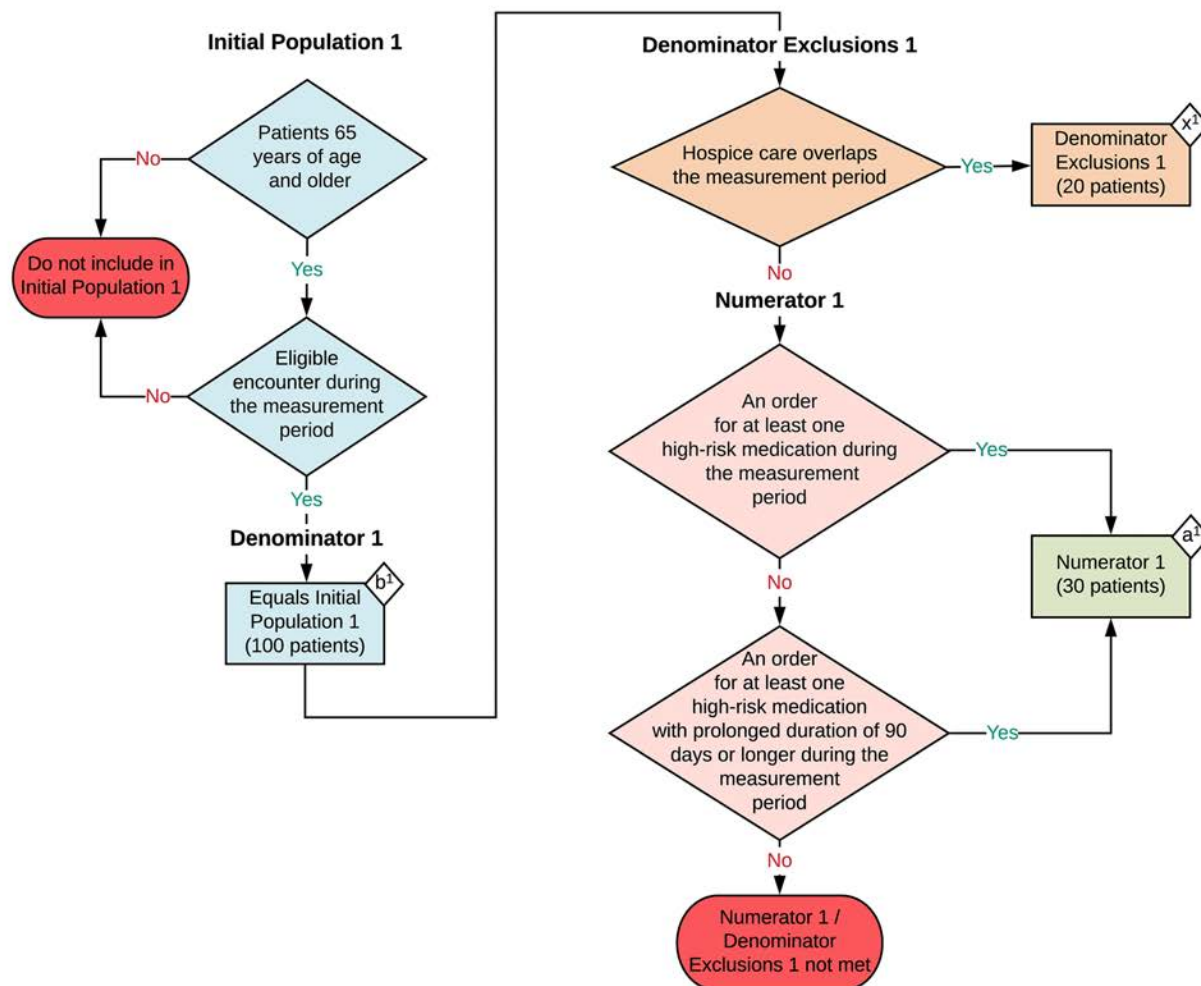 Initial Population 1
Patients 65
years of age
and older
No
Do not include in
Initial Population 1
Yes
Eligible
encounter during
the measurement
period
No
Yes
Denominator 1
b¹
Equals Initial
Population 1
(100 patients)
Denominator Exclusions 1
Hospice care overlaps
the measurement period
Yes
x¹
Denominator
Exclusions 1
(20 patients)
No
Numerator 1
An order
for at least one
high-risk medication during
the measurement
period
Yes
a¹
Numerator 1
(30 patients)
No
An order
for at least one
high-risk medication
with prolonged duration of 90
days or longer during the
measurement
period
Yes
No
Numerator 1 /
Denominator
Exclusions 1 not met